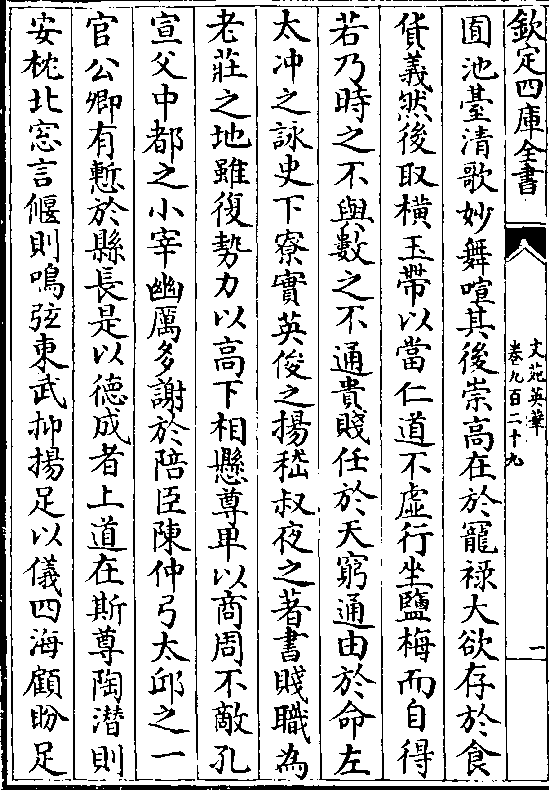 欽定四庫全書
文苑英華
卷九百二十九
一
囿池臺清歌妙舞喧其後崇高在於寵祿大欲存於食
貨義然後取橫玉帶以當仁道不虛行坐鹽梅而自得
若乃時之不與數之不通貴賤任於天窮通由於命左
太冲之詠史下寮實英俊之揚嵇叔夜之著書賤職為
老莊之地雖復勢力以高下相懸尊卑以商周不敵孔
宣父中都之小宰幽厲多謝於陪臣陳仲弓太邱之一
官公卿有慙於縣長是以德成者上道在斯尊陶潛則
安枕北窓言偃則鳴弦東武抑揚足以儀四海顧盼足